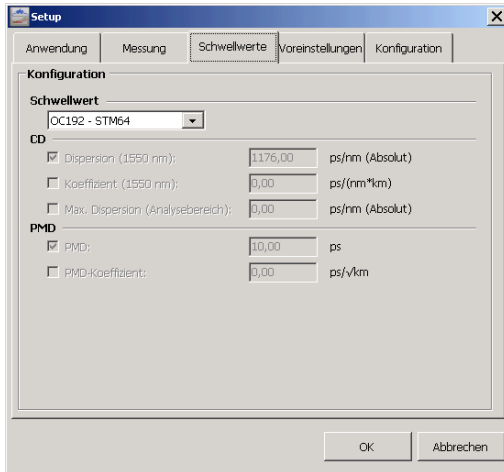 Setup
Anwendung Messung Schwellwerte Voreinstellungen Konfiguration
Konfiguration
Schwellwert
OC192 - STM64
CD
Dispersion (1550 nm): 1176,00 ps/nm (Absolut)
Koeffizient (1550 nm): 0,00 ps/(nm*km)
Max. Dispersion (Analysebereich): 0,00 ps/nm (Absolut)
PMD
PMD: 10,00 ps
PMD-Koeffizient: 0,00 ps/√km
OK Abbrechen